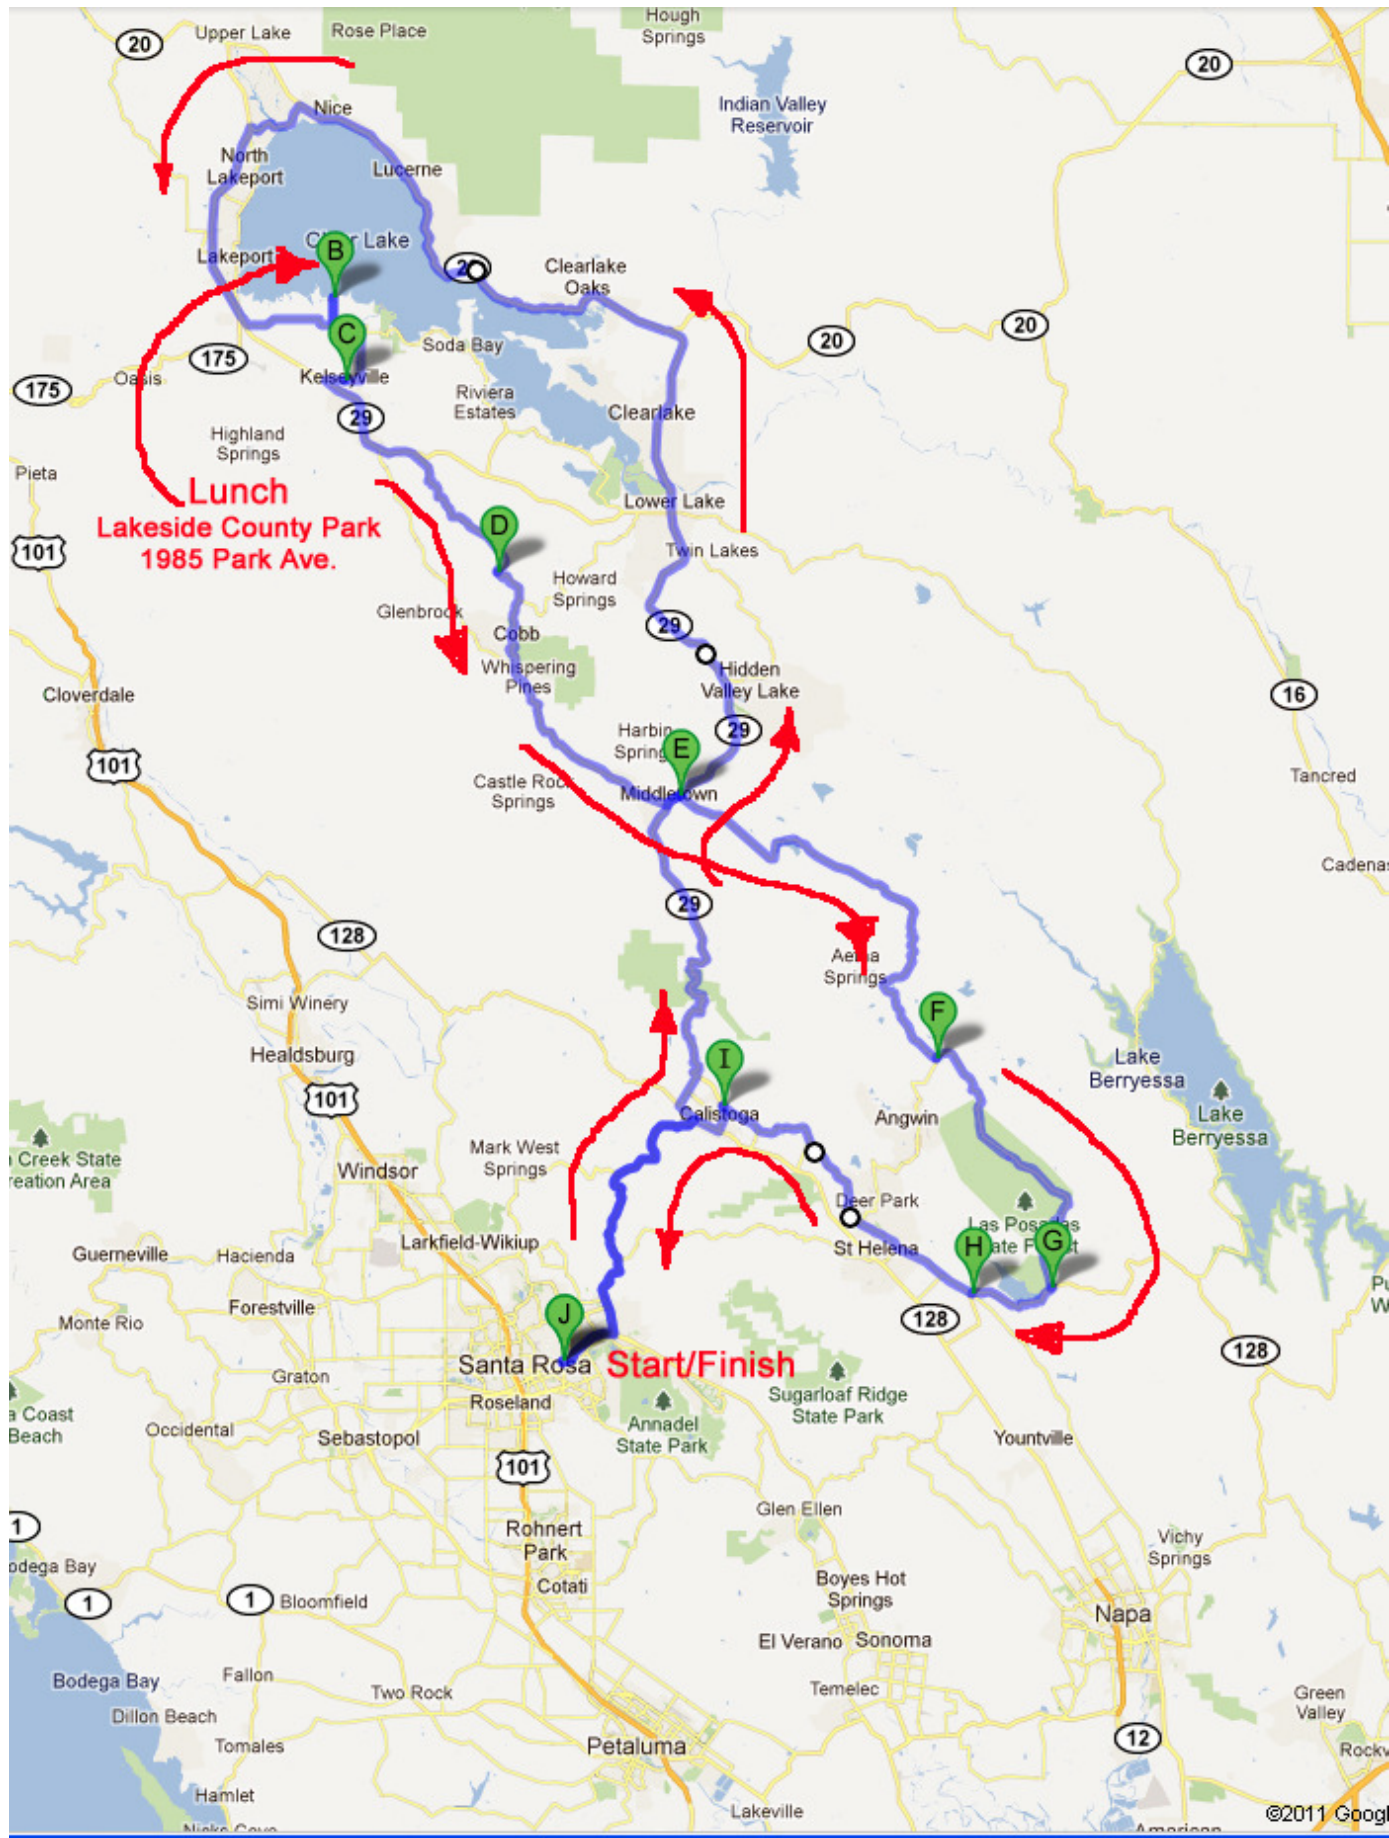 Hough
Springs
Upper Lake
Rose Place
20
20
Nice
Indian Valley
Reservoir
North
Lakeport
Lucerne
Lakeport
B
Lake
Clearlake
Oaks
20
20
C
175
Soda Bay
Oasis
175
Kelseyville
Riviera
Estates
29
Clearlake
Highland
Springs
Pieta
Lunch
Lakeside County Park
1985 Park Ave.
Lower Lake
D
101
Twin Lakes
Howard
Springs
Glenbrook
Cobb
29
Whispering
Pines
Hidden
Valley Lake
Cloverdale
16
Harbin
29
E
101
Castle Rock
Springs
Middletown
Tancred
Cadenas
29
128
Aetna
Springs
Simi Winery
F
Healdsburg
Lake
Berryessa
I
101
Calistoga
Angwin
Lake
Berryessa
Creek State
Mark West
Springs
Windsor
Deer Park
Las Posadas
Larkfield-Wikiup
St Helena
H
G
Guerneville
Hacienda
Forestville
J
128
Monte Rio
128
Santa Rosa
Start/Finish
Graton
Roseland
Sugarloaf Ridge
State Park
a Coast
Beach
Occidental
Sebastopol
Annadel
State Park
Yountville
101
Glen Ellen
1
Rohnert
Park
Vichy
Springs
Cotati
Boyes Hot
Springs
1
1
Bloomfield
Napa
El Verano
Sonoma
Bodega Bay
Fallon
Two Rock
Temelec
Dillon Beach
Green
Valley
Tomales
Petaluma
12
Hamlet
Lakeville
©2011 Googl